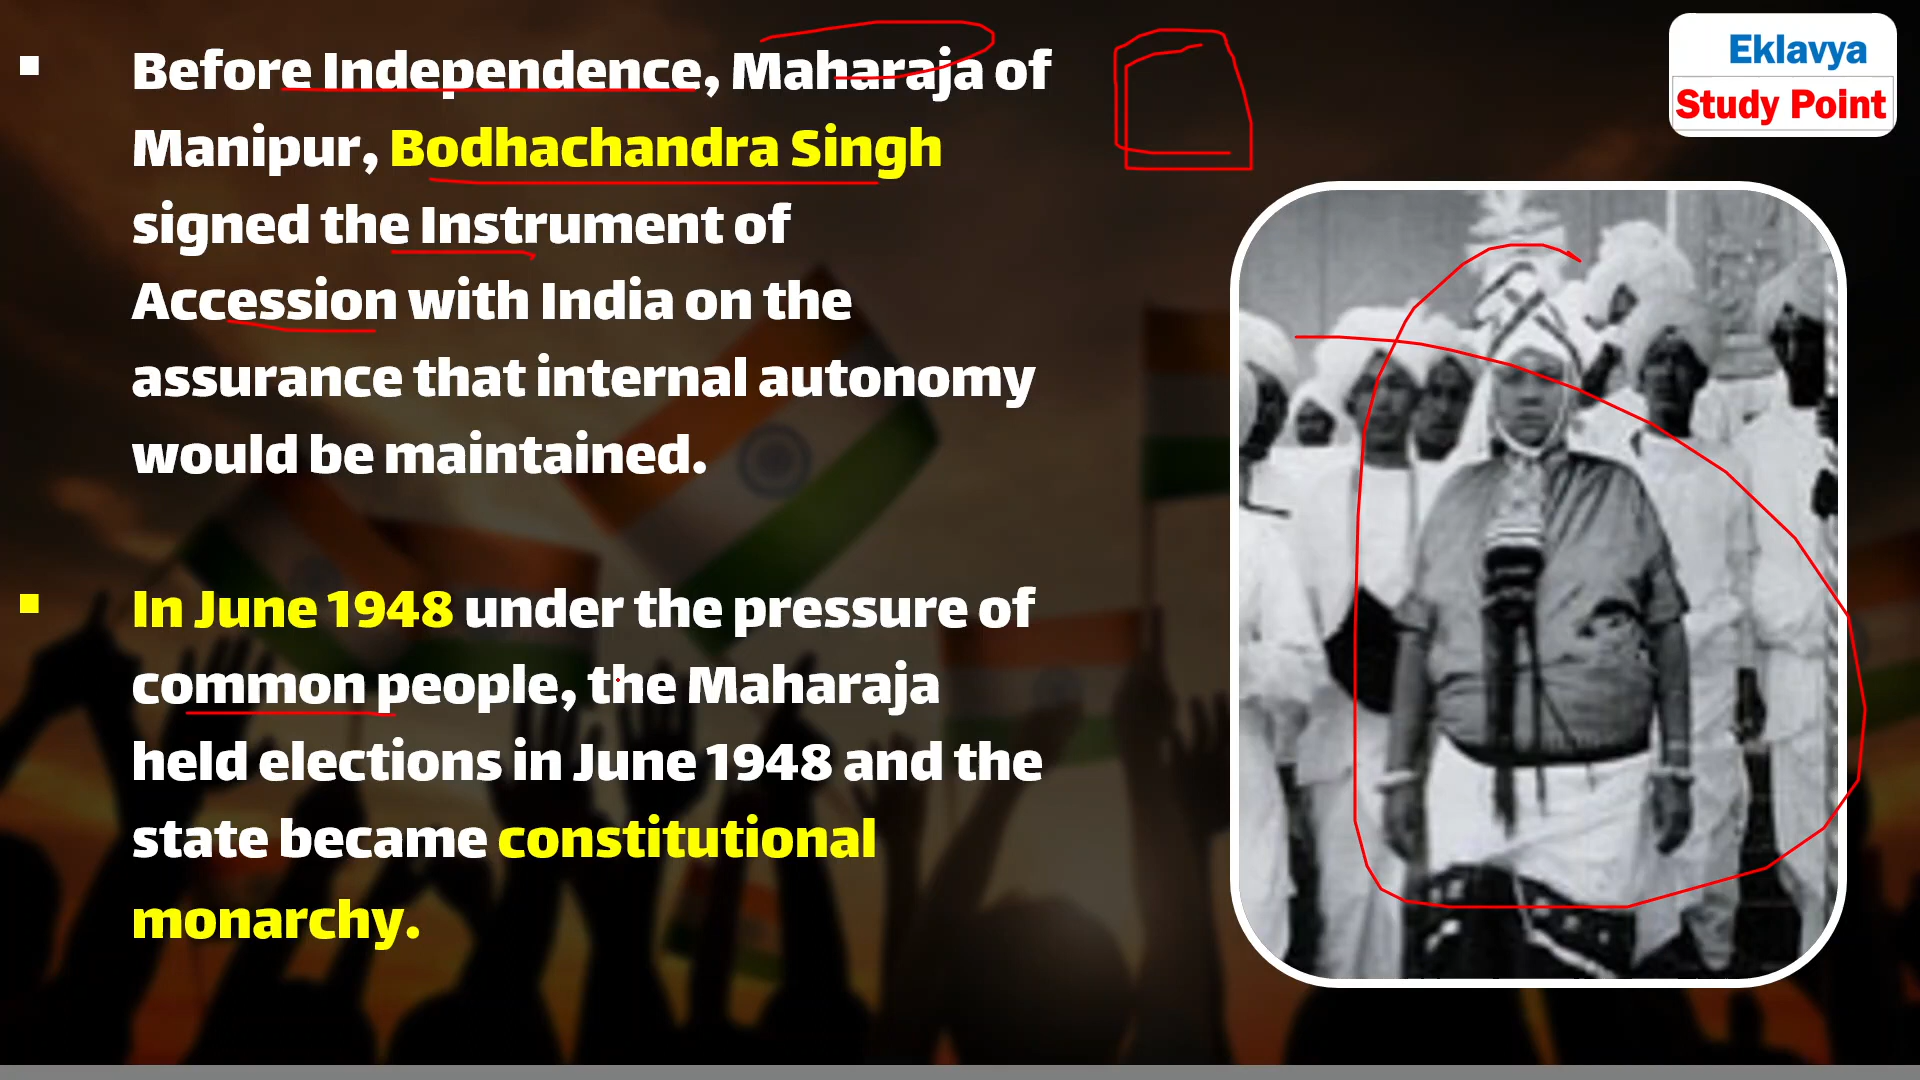 Eklavya
Study Point
Before Independence, Maharaja of
Manipur, Bodhachandra Singh
signed the Instrument of
Accession with India on the
assurance that internal autonomy
would be maintained.
In June 1948 under the pressure of
common people, the Maharaja
held elections in June 1948 and the
state became constitutional
monarchy.